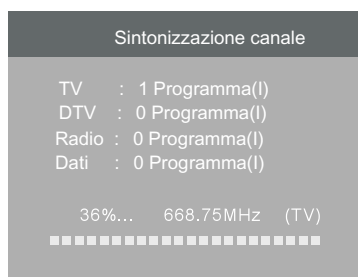 Sintonizzazione canale
TV : 1 Programma(I)
DTV : 0 Programma(I)
Radio : 0 Programma(I)
Dati : 0 Programma(I)
36%... 668.75MHz (TV)